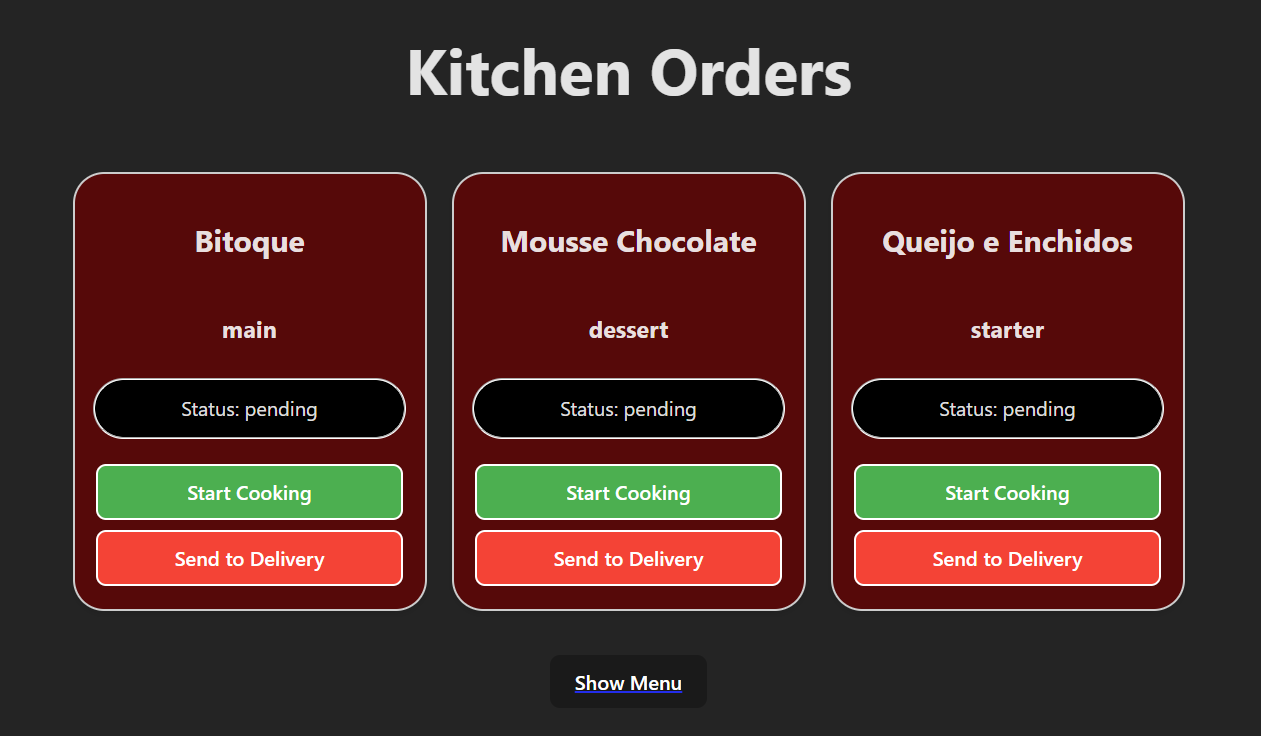 Kitchen Orders
Bitoque
main
Status: pending
Start Cooking
Send to Delivery
Mousse Chocolate
dessert
Status: pending
Start Cooking
Send to Delivery
Queijo e Enchidos
starter
Status: pending
Start Cooking
Send to Delivery
Show Menu